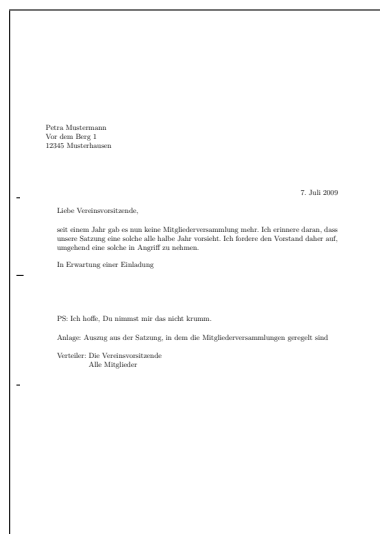 Petra Mustermann
Vor dem Berg 1
12345 Musterhausen
7. Juli 2009
Liebe Vereinsvorsitzende,
seit einem Jahr gab es nun keine Mitgliederversammlung mehr. Ich erinnere daran, dass
unsere Satzung eine solche alle halbe Jahr vorsieht. Ich fordere den Vorstand daher auf,
umgehend eine solche in Angriff zu nehmen.
In Erwartung einer Einladung
PS: Ich hoffe, Du nimmst mir das nicht krumm.
Anlage: Auszug aus der Satzung, in dem die Mitgliederversammlungen geregelt sind
Verteiler: Die Vereinsvorsitzende
Alle Mitglieder